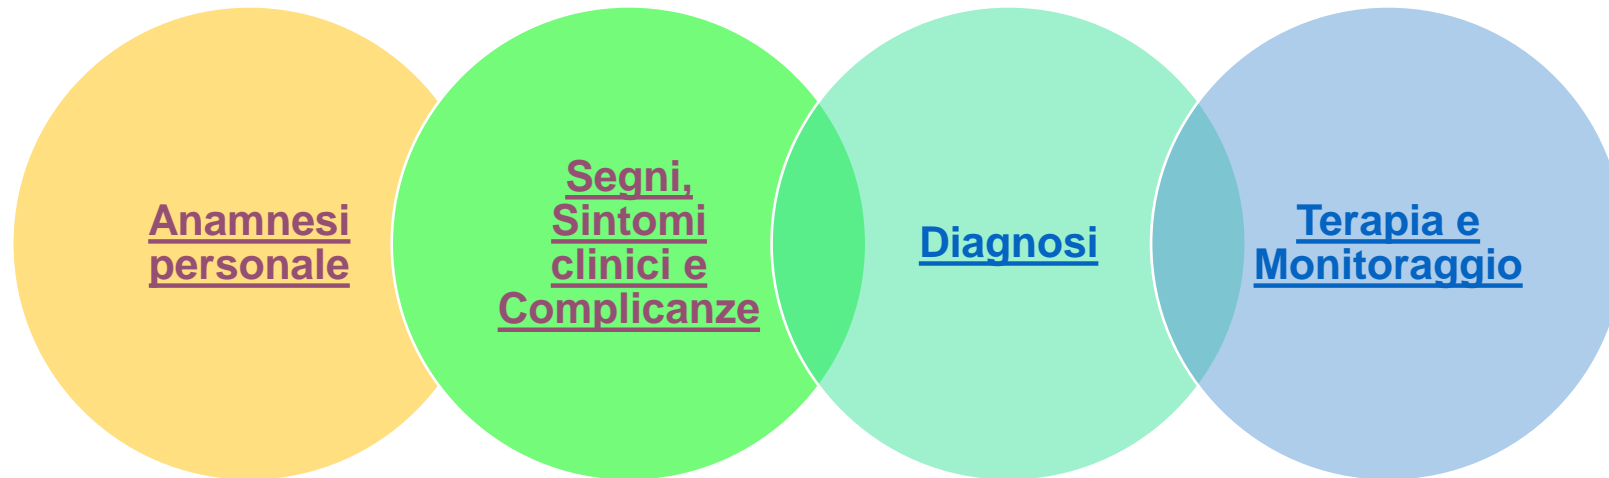 Anamnesi
personale
Segni,
Sintomi
clinici e
Complicanze
Diagnosi
Terapia e
Monitoraggio